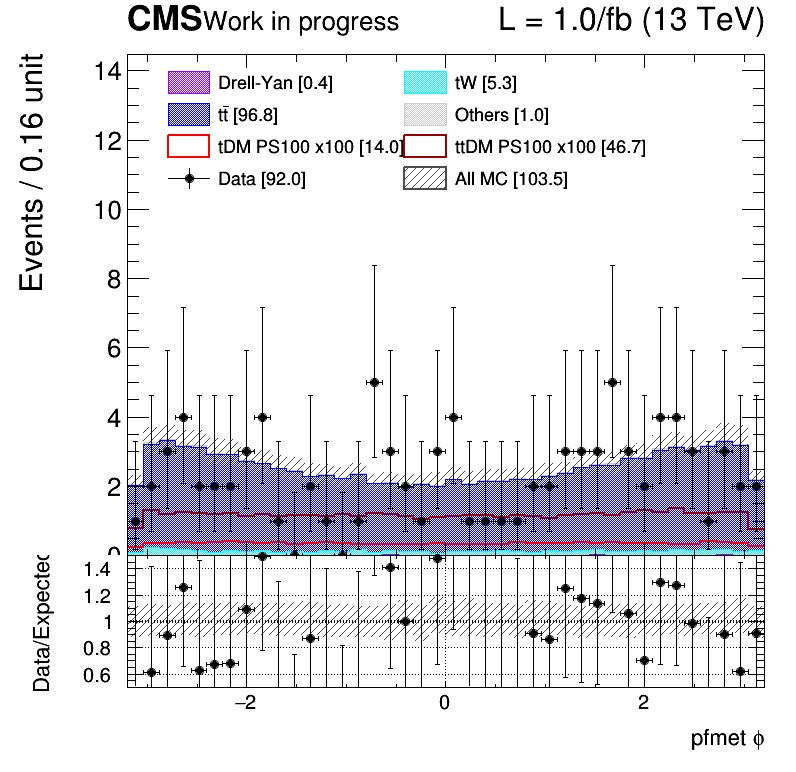 CMS Work in progress L = 1.0/fb (13 TeV)
Events / 0.16 unit
14
12
10
8
6
4
2
0
Drell-Yan [0.4] tW [5.3]
tt̄ [96.8] Others [1.0]
tDM PS100 x100 [14.0] ttDM PS100 x100 [46.7]
Data [92.0] All MC [103.5]
Data/Expected
1.4
1.2
1
0.8
0.6
−2 0 2
pfmet ϕ